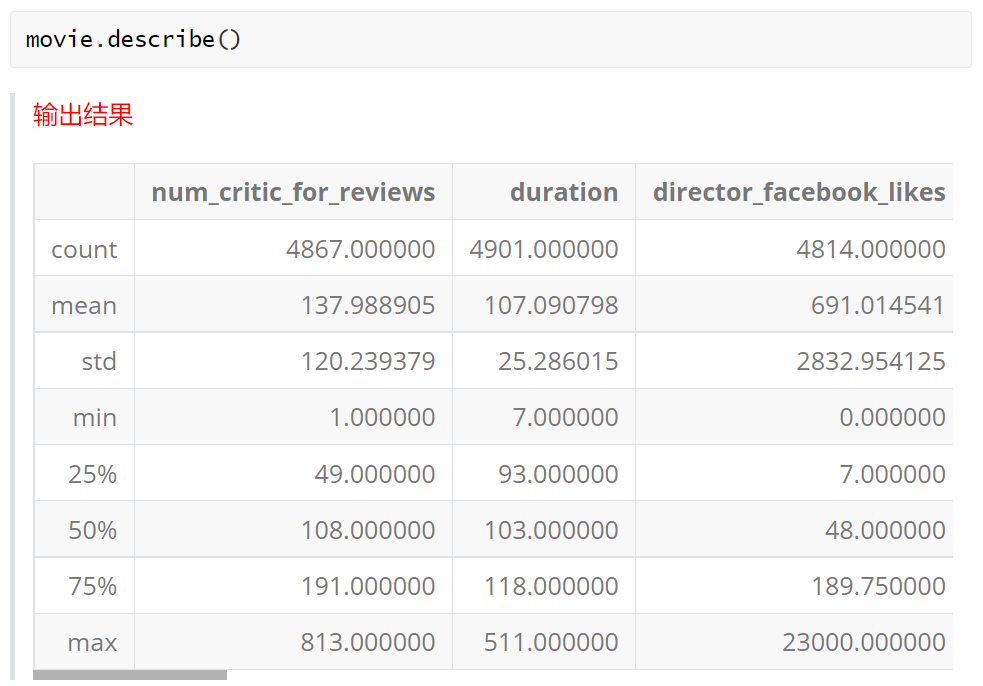 movie.describe()
输出结果
num_critic_for_reviews duration director_facebook_likes
count 4867.000000 4901.000000 4814.000000
mean 137.988905 107.090798 691.014541
std 120.239379 25.286015 2832.954125
min 1.000000 7.000000 0.000000
25% 49.000000 93.000000 7.000000
50% 108.000000 103.000000 48.000000
75% 191.000000 118.000000 189.750000
max 813.000000 511.000000 23000.000000